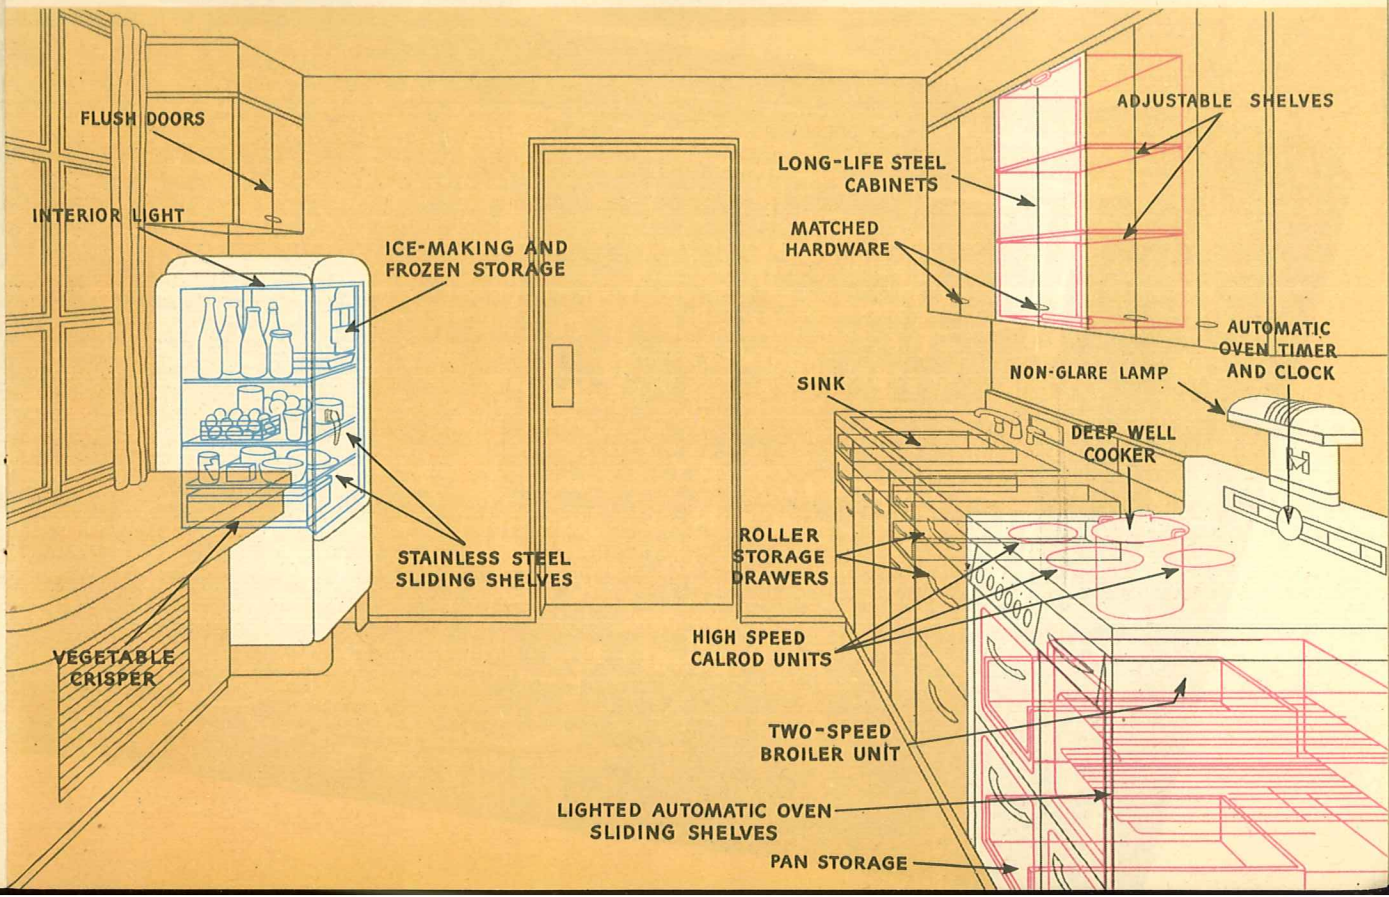 FLUSH DOORS
INTERIOR LIGHT
ICE-MAKING AND
FROZEN STORAGE
STAINLESS STEEL
SLIDING SHELVES
VEGETABLE
CRISPER
ADJUSTABLE SHELVES
LONG-LIFE STEEL
CABINETS
MATCHED
HARDWARE
AUTOMATIC
OVEN TIMER
AND CLOCK
NON-GLARE LAMP
SINK
DEEP WELL
COOKER
ROLLER
STORAGE
DRAWERS
HIGH SPEED
CALROD UNITS
TWO-SPEED
BROILER UNIT
LIGHTED AUTOMATIC OVEN
SLIDING SHELVES
PAN STORAGE